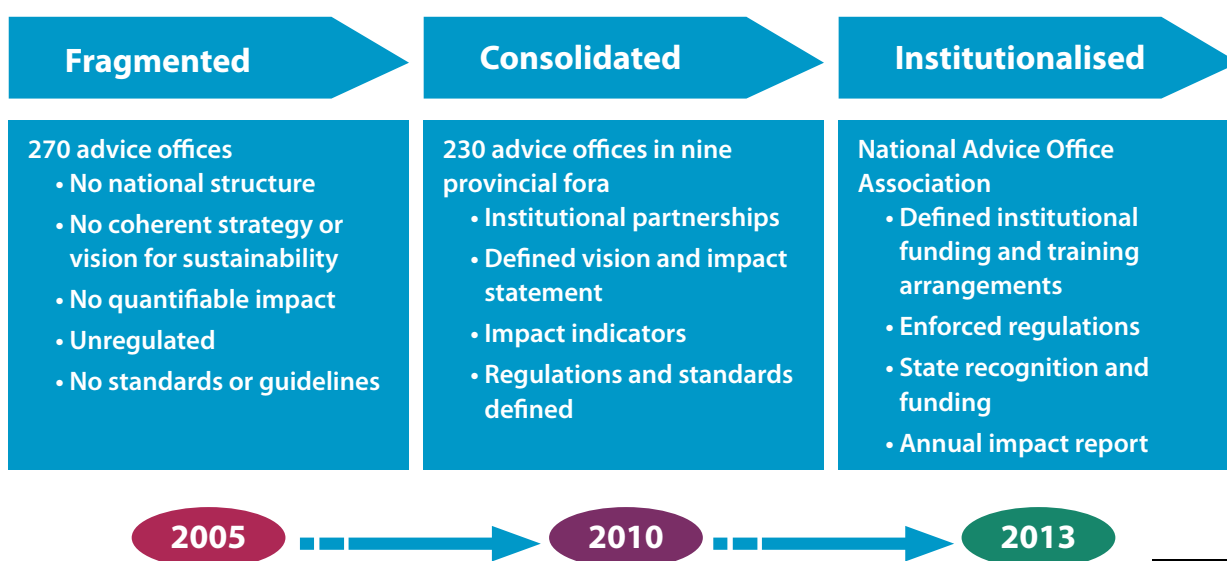 Fragmented
270 advice offices
• No national structure
• No coherent strategy or
vision for sustainability
• No quantifiable impact
• Unregulated
• No standards or guidelines
Consolidated
230 advice offices in nine
provincial fora
• Institutional partnerships
• Defined vision and impact
statement
• Impact indicators
• Regulations and standards
defined
Institutionalised
National Advice Office
Association
• Defined institutional
funding and training
arrangements
• Enforced regulations
• State recognition and
funding
• Annual impact report
2005
2010
2013